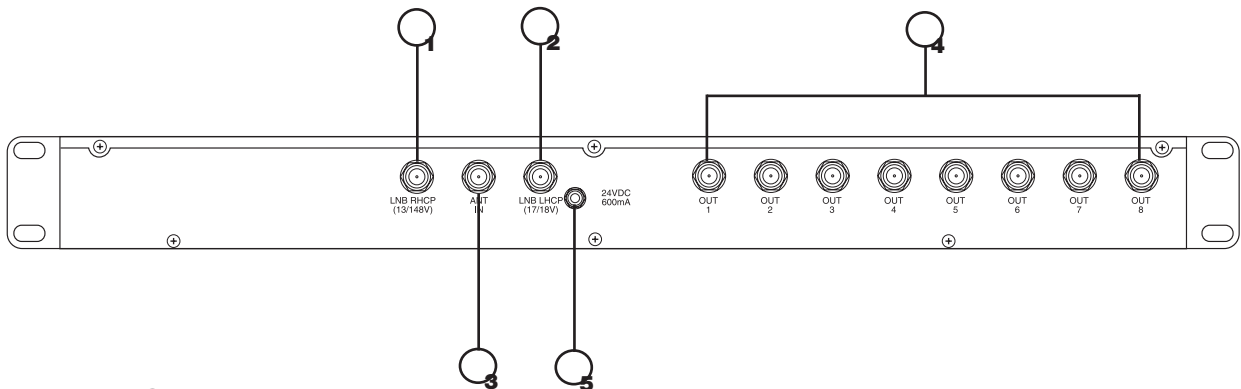 1
2
4
LNB RHCP
(13/148V)
ANT
IN
LNB LHCP
(17/18V)
24VDC
600mA
OUT
1
OUT
2
OUT
3
OUT
4
OUT
5
OUT
6
OUT
7
OUT
8
3
5